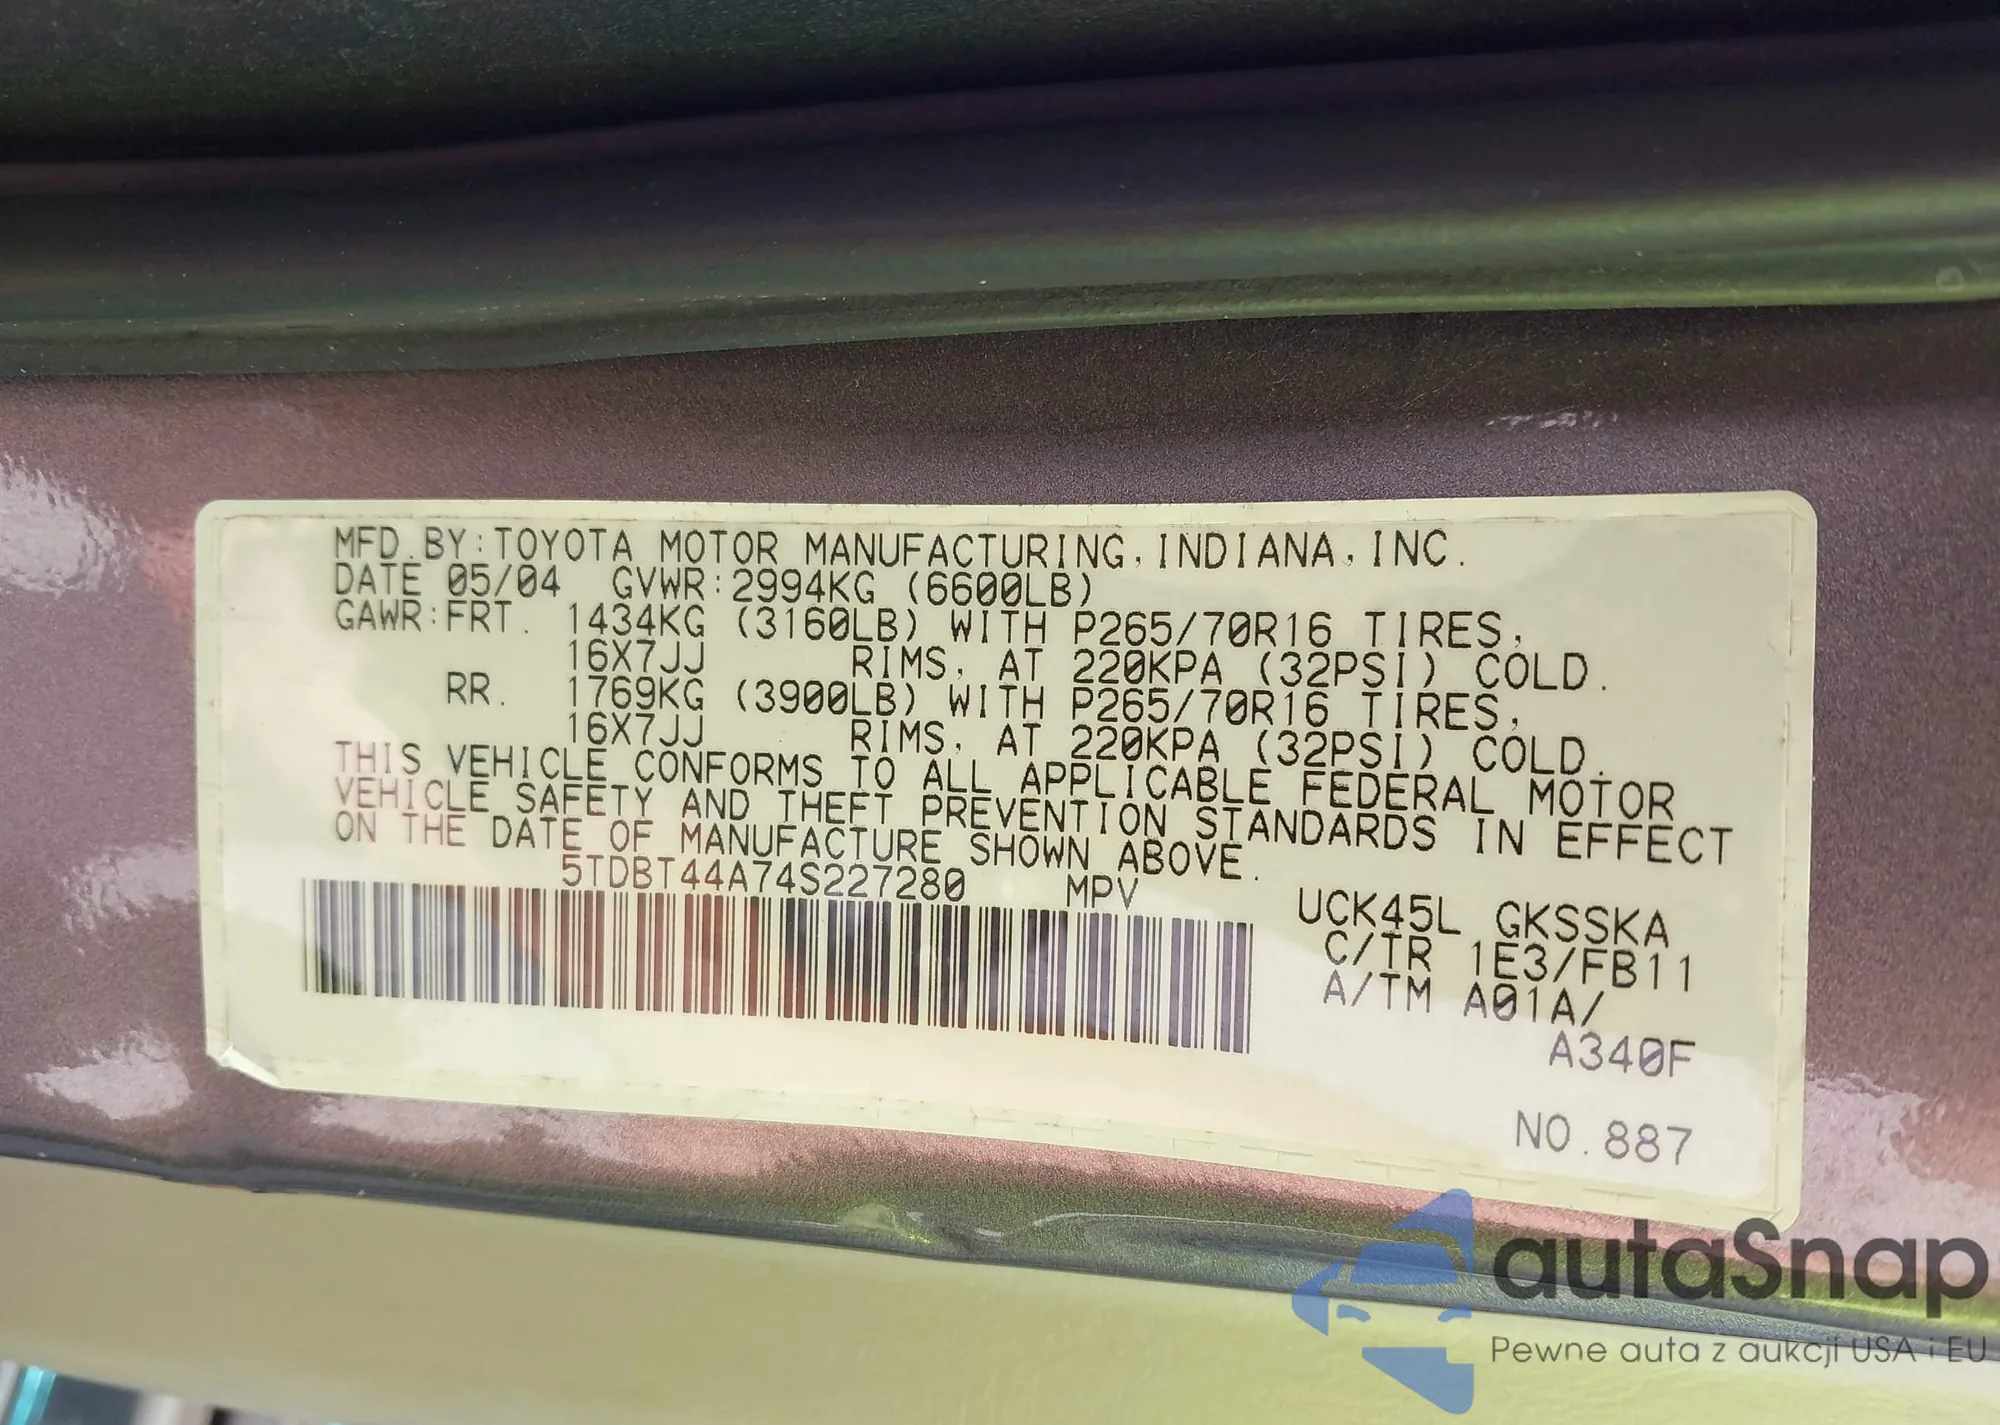 MFD.BY:TOYOTA MOTOR MANUFACTURING,INDIANA,INC.
DATE 05/04 GVWR:2994KG (6600LB)
GAWR:FRT. 1434KG (3160LB) WITH P265/70R16 TIRES,
16X7JJ RIMS, AT 220KPA (32PSI) COLD.
RR. 1769KG (3900LB) WITH P265/70R16 TIRES,
16X7JJ RIMS, AT 220KPA (32PSI) COLD.
THIS VEHICLE CONFORMS TO ALL APPLICABLE FEDERAL MOTOR
VEHICLE SAFETY AND THEFT PREVENTION STANDARDS IN EFFECT
ON THE DATE OF MANUFACTURE SHOWN ABOVE.
5TDBT44A74S227280 MPV
UCK45L GKSSKA
C/TR 1E3/FB11
A/TM A01A/
A340F
NO.887
autaSnap
Pewne auta z aukcji USA i EU